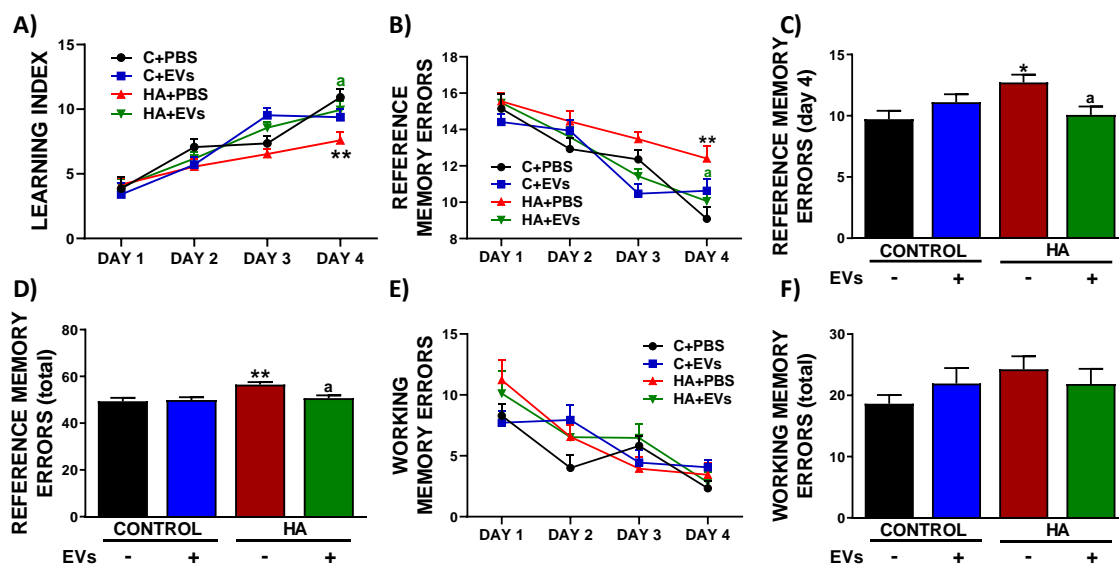 A)
LEARNING INDEX
15
10
5
0
C+PBS
C+EVs
HA+PBS
HA+EVs
a
**
DAY 1 DAY 2 DAY 3 DAY 4
B)
REFERENCE
MEMORY ERRORS
18
16
14
12
10
8
**
a
C+PBS
C+EVs
HA+PBS
HA+EVs
DAY 1 DAY 2 DAY 3 DAY 4
C)
REFERENCE MEMORY
ERRORS (day 4)
15
10
5
0
*
a
CONTROL HA
EVs - + - +
D)
REFERENCE MEMORY
ERRORS (total)
80
60
40
20
0
**
a
CONTROL HA
EVs - + - +
E)
WORKING
MEMORY ERRORS
15
10
5
0
C+PBS
C+EVs
HA+PBS
HA+EVs
DAY 1 DAY 2 DAY 3 DAY 4
F)
WORKING MEMORY
ERRORS (total)
30
20
10
0
CONTROL HA
EVs - + - +